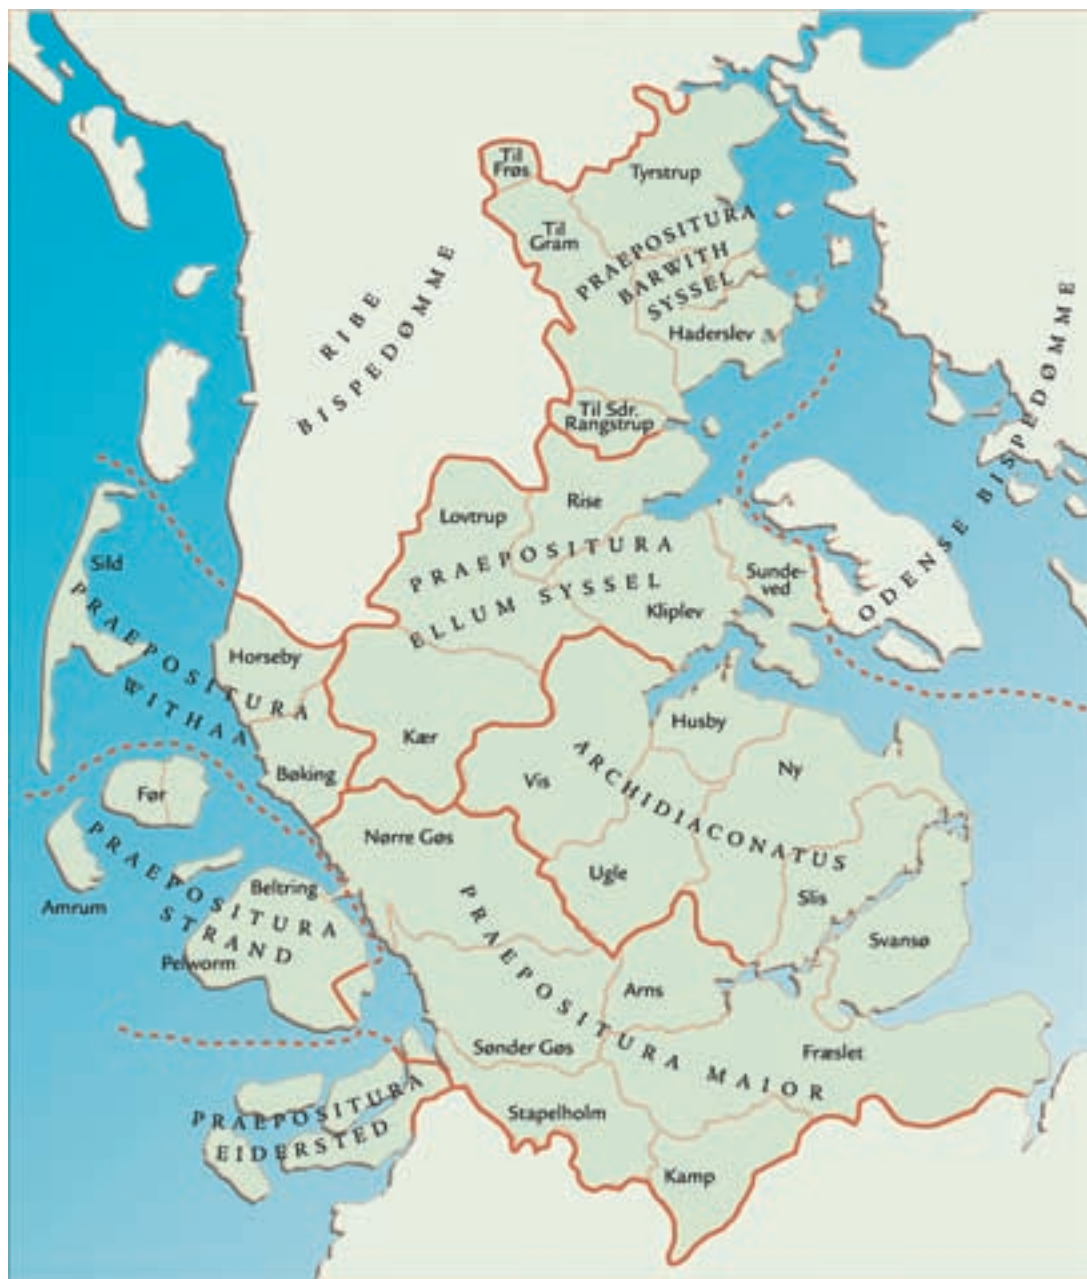 Til
Frøs
Tyrstrup
Til
Gram
PRAEPOSITURA
BARWITH
SYSSEL
RIBE
BISPEDØMME
Haderslev
Til Sdr.
Rangstrup
ODENSE BISPEDØMME
Rise
Lovtrup
PRAEPOSITURA
ELLUM SYSSEL
Sunde-
ved
Kliplev
Sild
PRAEPOSITURA
WITHAA
Horseby
Husby
Kær
Bøking
Vis
Ny
ARCHIDIACONATUS
Før
Nørre Gøs
Ugle
Slis
Beltring
Amrum
PRAEPOSITURA
STRAND
Pelworm
Svansø
Arns
PRAEPOSITURA MAIOR
Sønder Gøs
Fræslet
PRAEPOSITURA
EIDERSTED
Stapelholm
Kamp